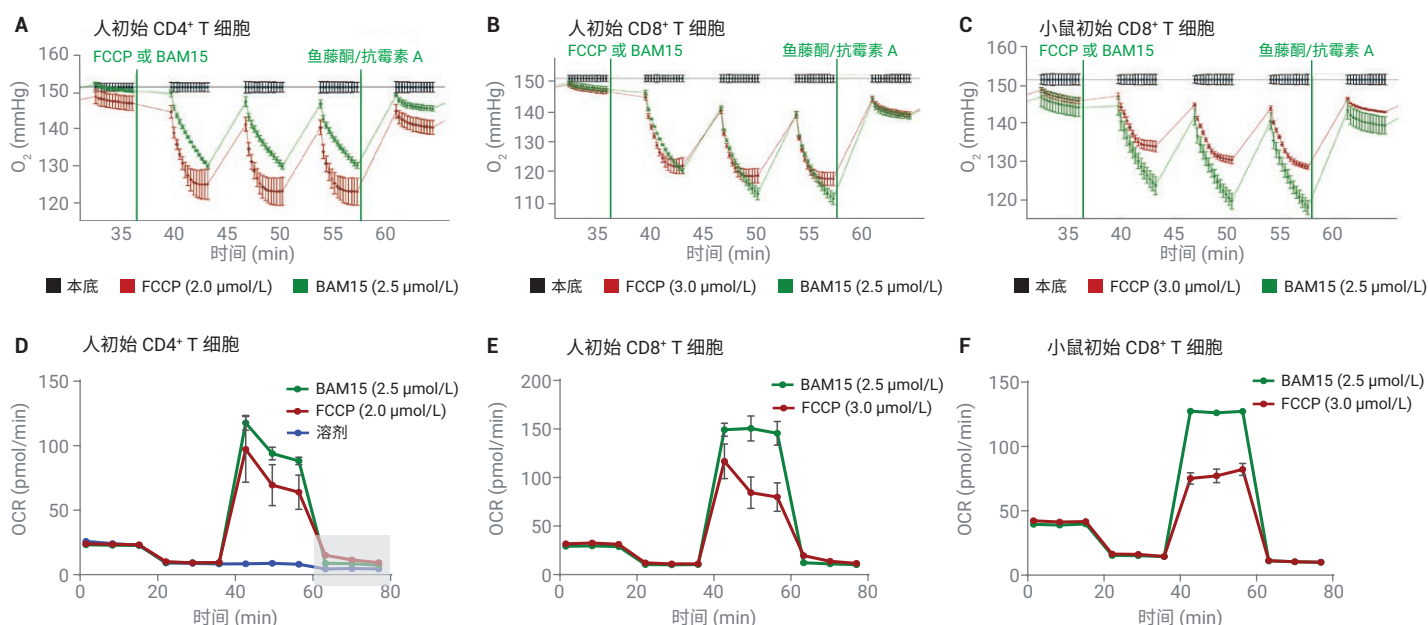 A 人初始 CD4⁺ T 细胞
FCCP 或 BAM15
鱼藤酮/抗霉素 A
O₂ (mmHg)
160
150
140
130
120
35 40 45 50 55 60
时间 (min)
本底 FCCP (2.0 μmol/L) BAM15 (2.5 μmol/L)
B 人初始 CD8⁺ T 细胞
FCCP 或 BAM15
鱼藤酮/抗霉素 A
O₂ (mmHg)
150
140
130
120
110
35 40 45 50 55 60
时间 (min)
本底 FCCP (3.0 μmol/L) BAM15 (2.5 μmol/L)
C 小鼠初始 CD8⁺ T 细胞
FCCP 或 BAM15
鱼藤酮/抗霉素 A
O₂ (mmHg)
160
150
140
130
120
35 40 45 50 55 60
时间 (min)
本底 FCCP (3.0 μmol/L) BAM15 (2.5 μmol/L)
D 人初始 CD4⁺ T 细胞
BAM15 (2.5 μmol/L)
FCCP (2.0 μmol/L)
溶剂
OCR (pmol/min)
150
100
50
0
0 20 40 60 80
时间 (min)
E 人初始 CD8⁺ T 细胞
BAM15 (2.5 μmol/L)
FCCP (3.0 μmol/L)
OCR (pmol/min)
200
150
100
50
0
0 20 40 60 80
时间 (min)
F 小鼠初始 CD8⁺ T 细胞
BAM15 (2.5 μmol/L)
FCCP (3.0 μmol/L)
OCR (pmol/min)
150
100
50
0
0 20 40 60 80
时间 (min)